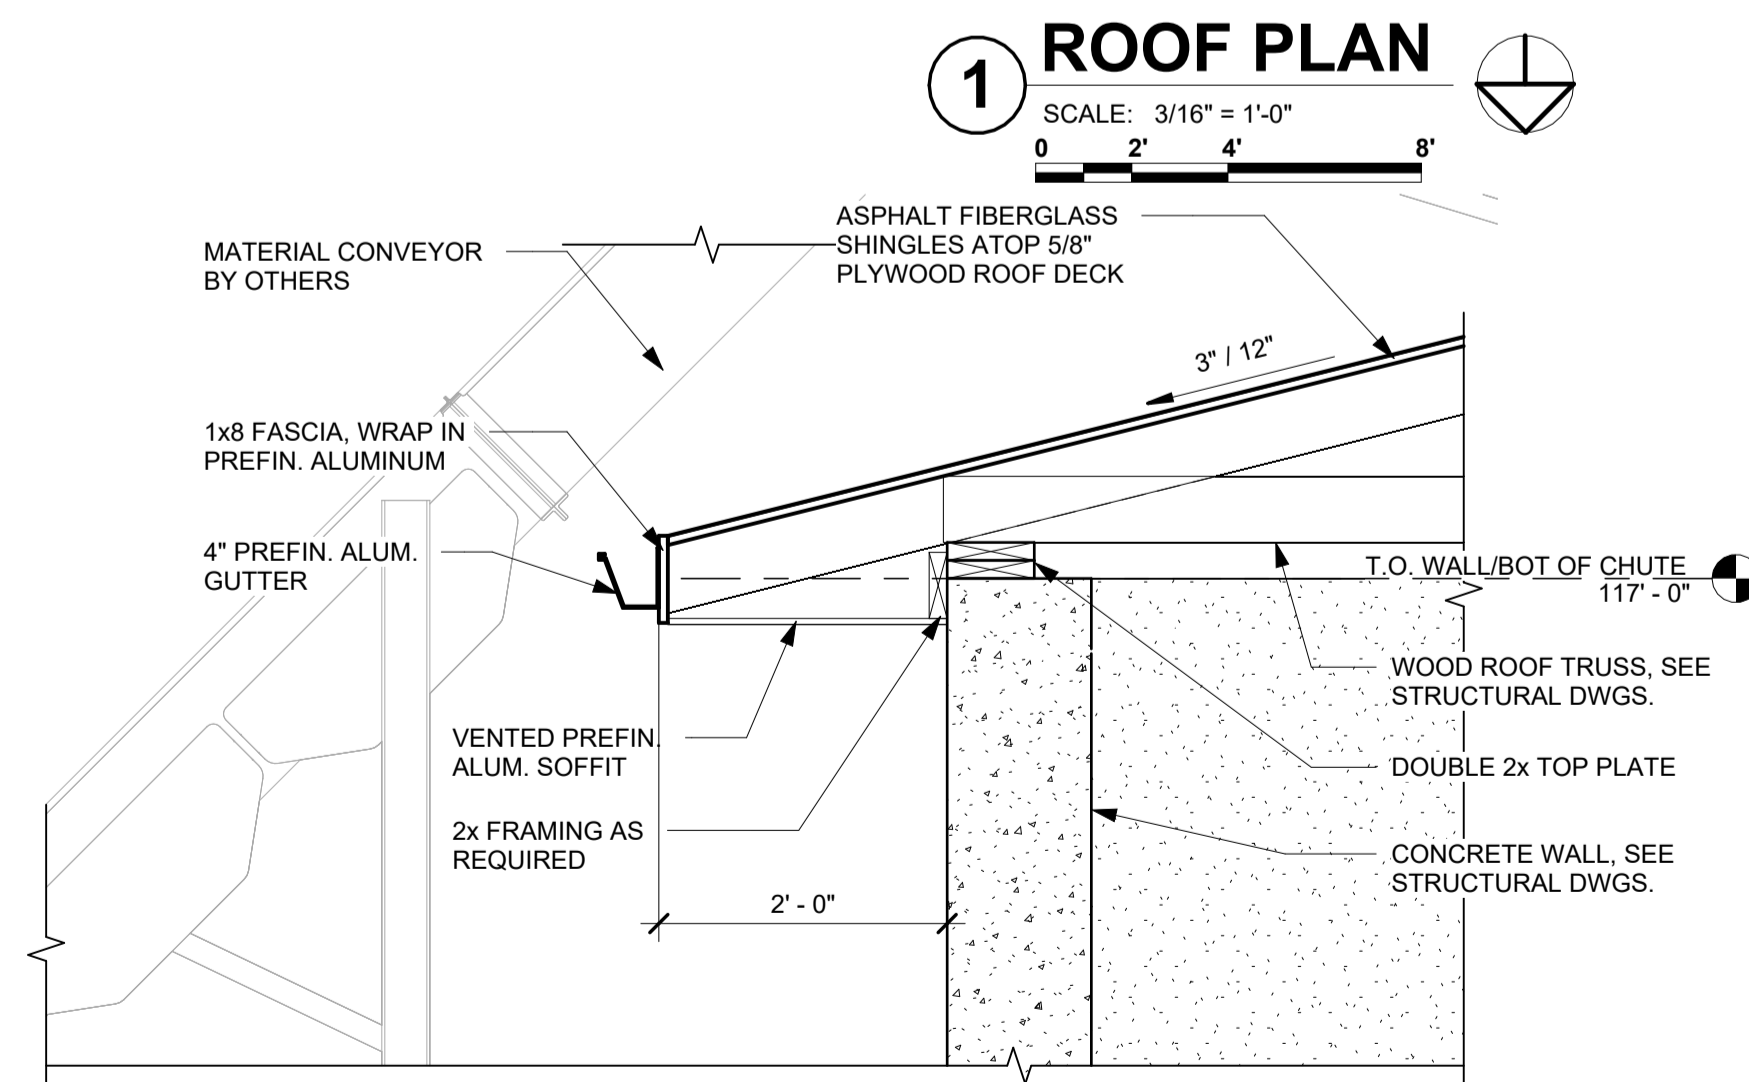 1
ROOF PLAN
SCALE: 3/16" = 1'-0"
0 2' 4' 8'
ASPHALT FIBERGLASS
SHINGLES ATOP 5/8"
PLYWOOD ROOF DECK
MATERIAL CONVEYOR
BY OTHERS
3" / 12"
1x8 FASCIA, WRAP IN
PREFIN. ALUMINUM
4" PREFIN. ALUM.
GUTTER
T.O. WALL/BOT OF CHUTE
117' - 0"
WOOD ROOF TRUSS, SEE
STRUCTURAL DWGS.
VENTED PREFIN.
ALUM. SOFFIT
DOUBLE 2x TOP PLATE
2x FRAMING AS
REQUIRED
CONCRETE WALL, SEE
STRUCTURAL DWGS.
2' - 0"